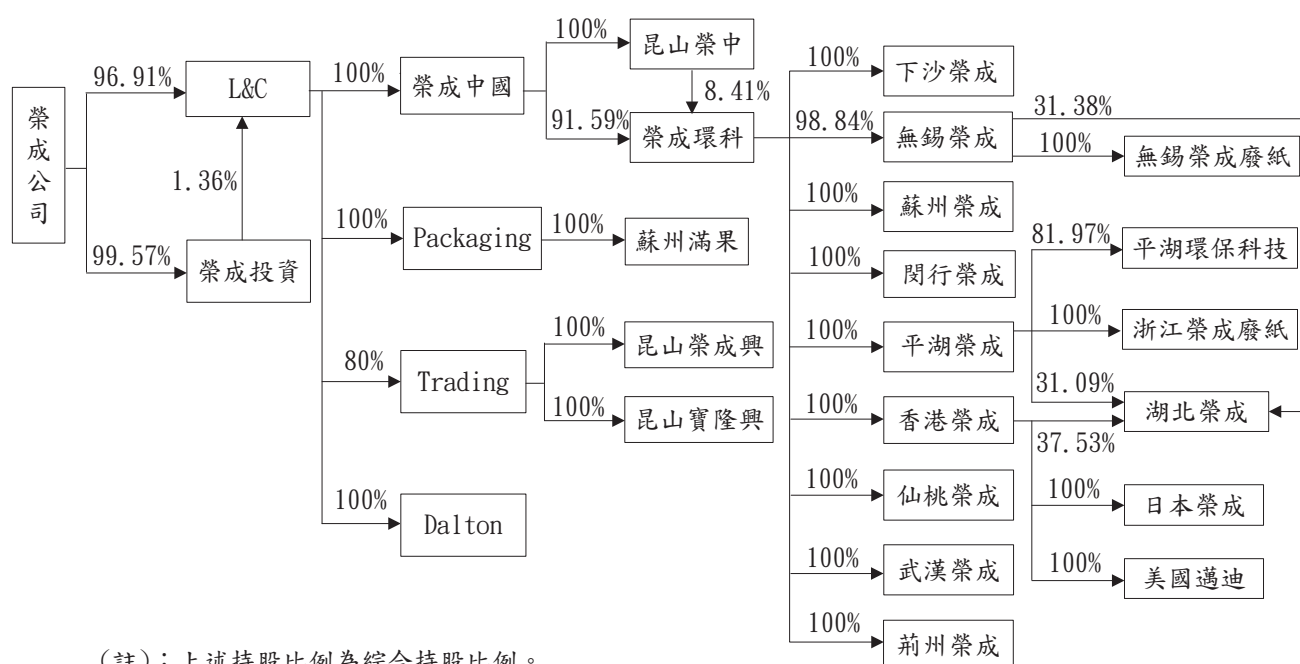 榮成公司
96.91%
L&C
1.36%
99.57%
榮成投資
100%
榮成中國
100%
昆山榮中
8.41%
91.59%
榮成環科
100%
Packaging
100%
蘇州滿果
80%
Trading
100%
昆山榮成興
100%
昆山寶隆興
100%
Dalton
100%
下沙榮成
98.84%
無錫榮成
31.38%
100%
無錫榮成廢紙
100%
蘇州榮成
100%
閔行榮成
100%
平湖榮成
81.97%
平湖環保科技
100%
浙江榮成廢紙
31.09%
湖北榮成
100%
香港榮成
37.53%
100%
日本榮成
100%
美國邁迪
100%
仙桃榮成
100%
武漢榮成
100%
荊州榮成
(註)：上述持股比例為綜合持股比例。